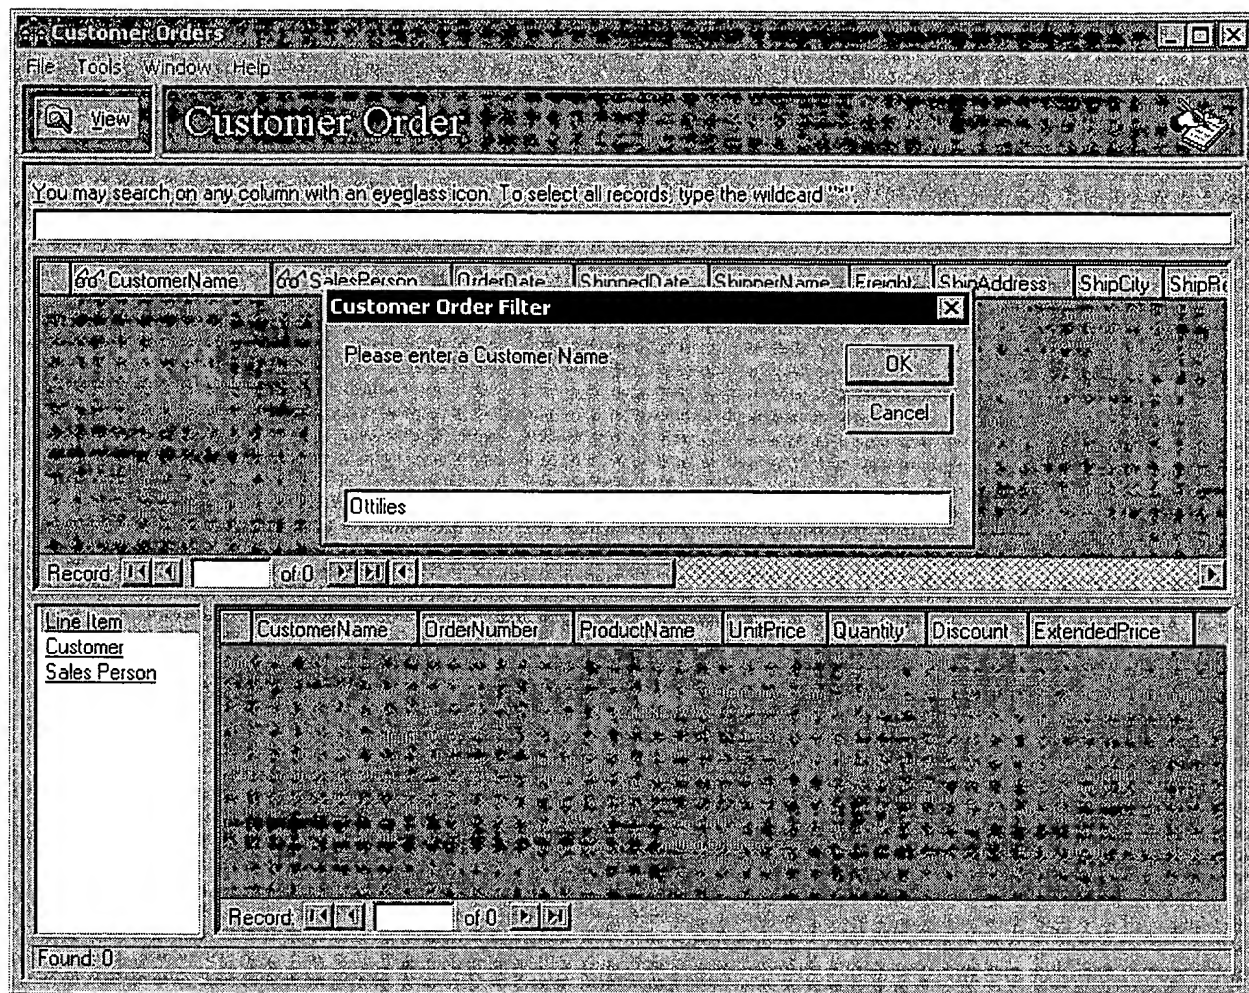 Customer Orders
File Tools Window Help
View
Customer Order
You may search on any column with an eyeglass icon. To select all records, type the wildcard "*".
CustomerName SalesPerson OrderDate ShippedDate ShipperName Freight ShipAddress ShipCity ShipRe
Customer Order Filter
Please enter a Customer Name.
OK
Cancel
Ottilies
Record: of 0
Line Item
Customer
Sales Person
CustomerName OrderNumber ProductName UnitPrice Quantity Discount ExtendedPrice
Record: of 0
Found: 0